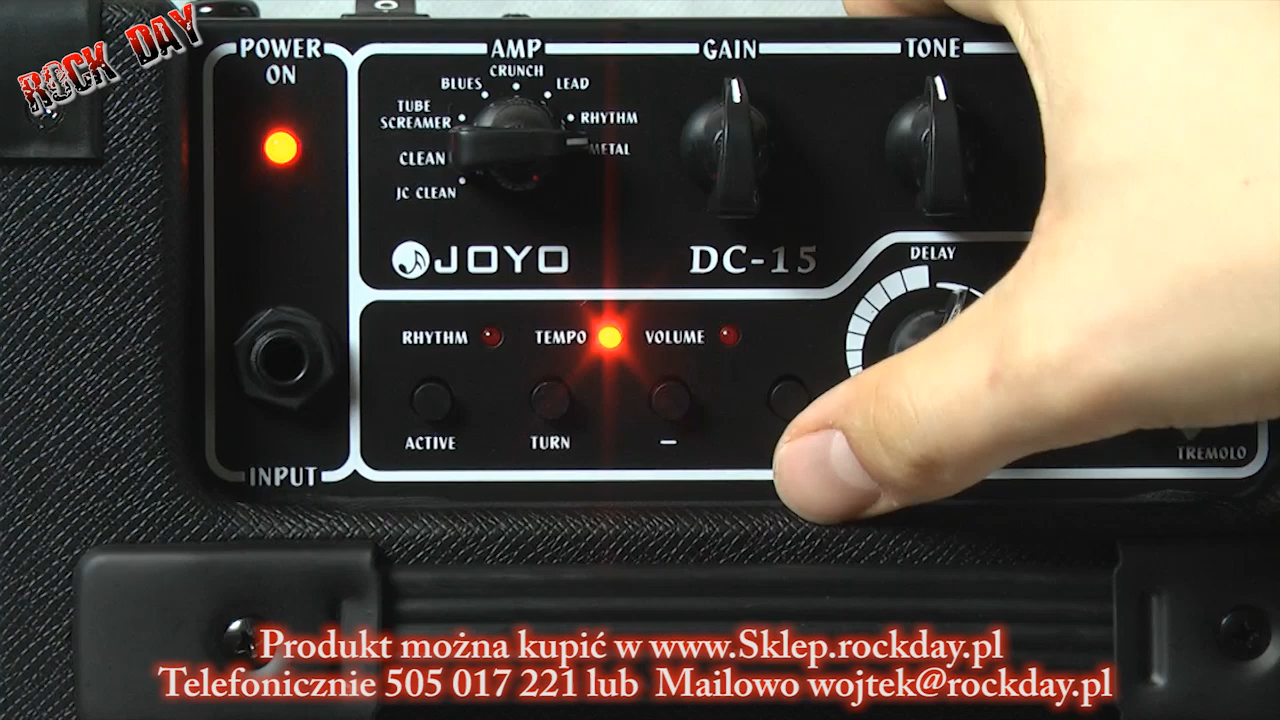 ROCK DAY
POWER
ON
AMP
GAIN
TONE
CRUNCH
BLUES
LEAD
TUBE
SCREAMER
RHYTHM
CLEAN
METAL
JC CLEAN
JOYO
DC-15
DELAY
RHYTHM
TEMPO
VOLUME
ACTIVE
TURN
–
TREMOLO
INPUT
Produkt można kupić w www.Sklep.rockday.pl
Telefonicznie 505 017 221 lub Mailowo wojtek@rockday.pl